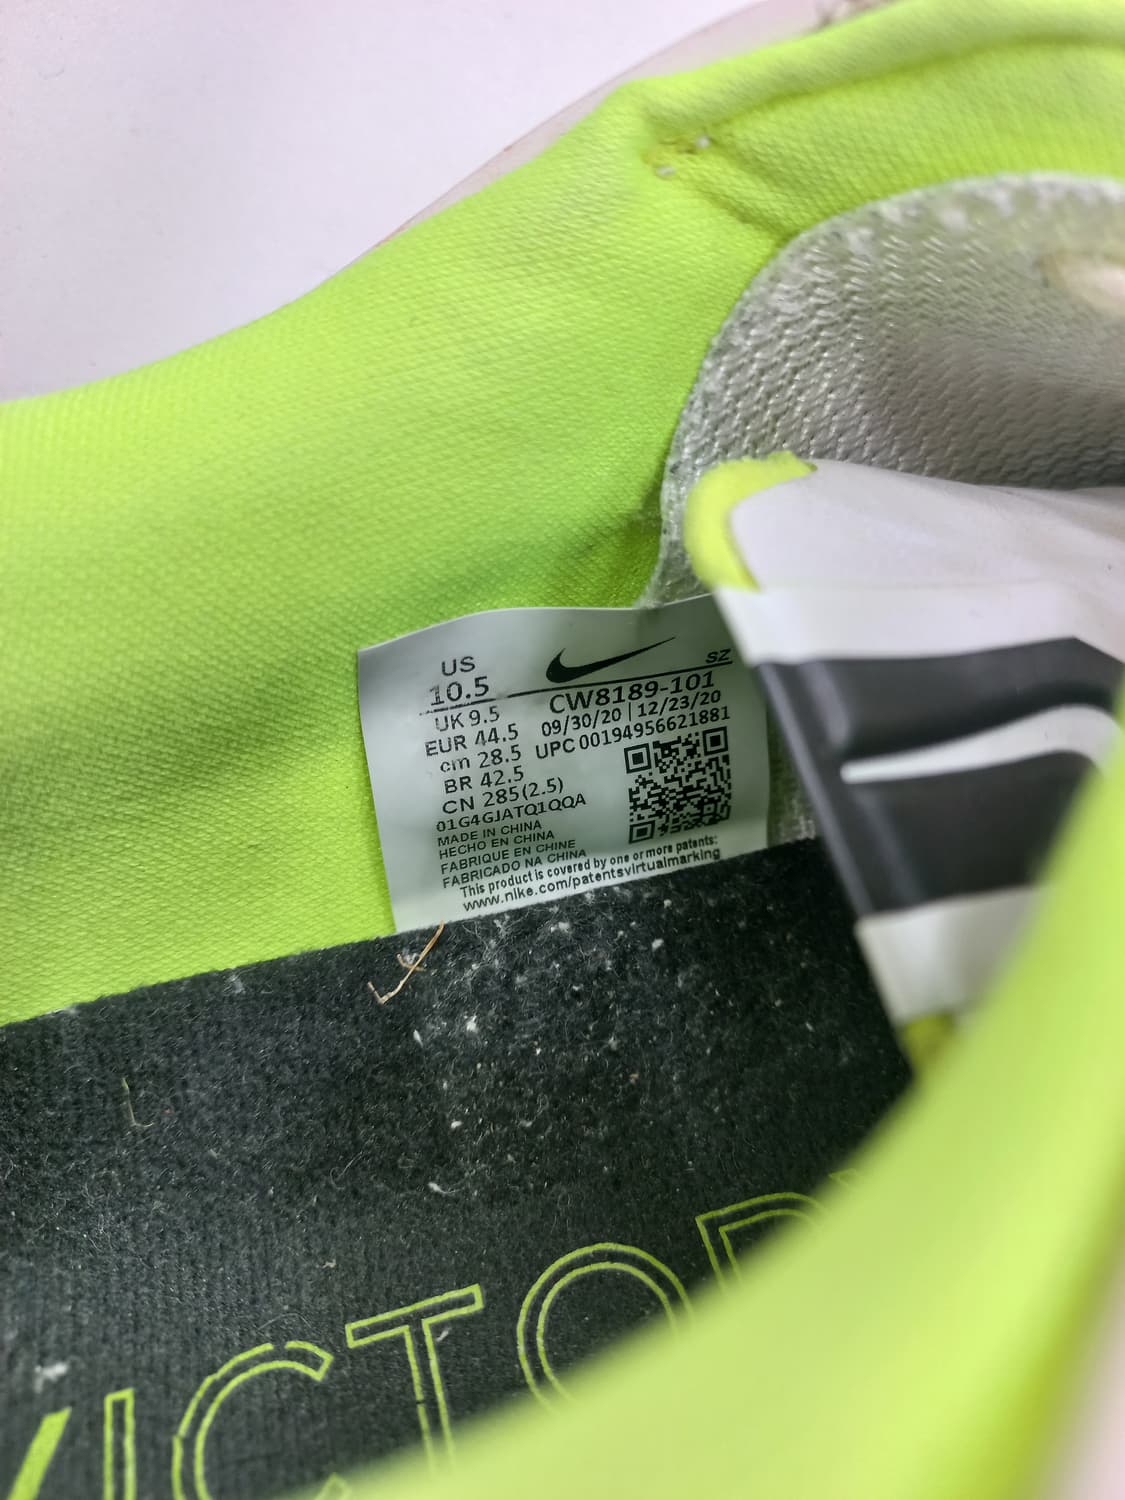 US
10.5
UK 9.5
EUR 44.5
cm 28.5
BR 42.5
CN 285(2.5)
01G4GJATQ1QQA
MADE IN CHINA
HECHO EN CHINA
FABRIQUE EN CHINE
FABRICADO NA CHINA
SZ
CW8189-101
09/30/20 | 12/23/20
UPC 00194956621881
This product is covered by one or more patents:
www.nike.com/patentsvirtualmarking
VICTOR